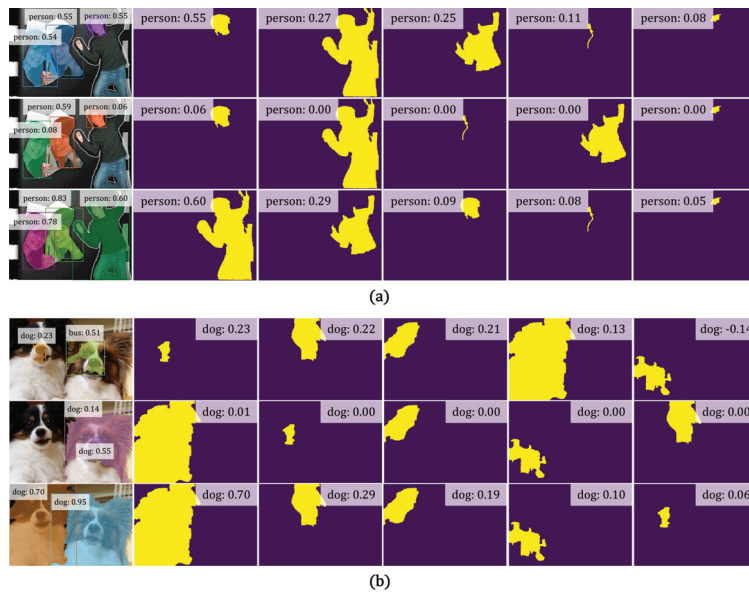 person: 0.55 person: 0.55
person: 0.54
person: 0.55 person: 0.27 person: 0.25 person: 0.11 person: 0.08
person: 0.59 person: 0.06
person: 0.08
person: 0.06 person: 0.00 person: 0.00 person: 0.00 person: 0.00
person: 0.83 person: 0.60
person: 0.78
person: 0.60 person: 0.29 person: 0.09 person: 0.08 person: 0.05
(a)
dog: 0.23 bus: 0.51
dog: 0.23 dog: 0.22 dog: 0.21 dog: 0.13 dog: -0.14
dog: 0.14
dog: 0.55
dog: 0.01 dog: 0.00 dog: 0.00 dog: 0.00 dog: 0.00
dog: 0.70
dog: 0.95
dog: 0.70 dog: 0.29 dog: 0.19 dog: 0.10 dog: 0.06
(b)